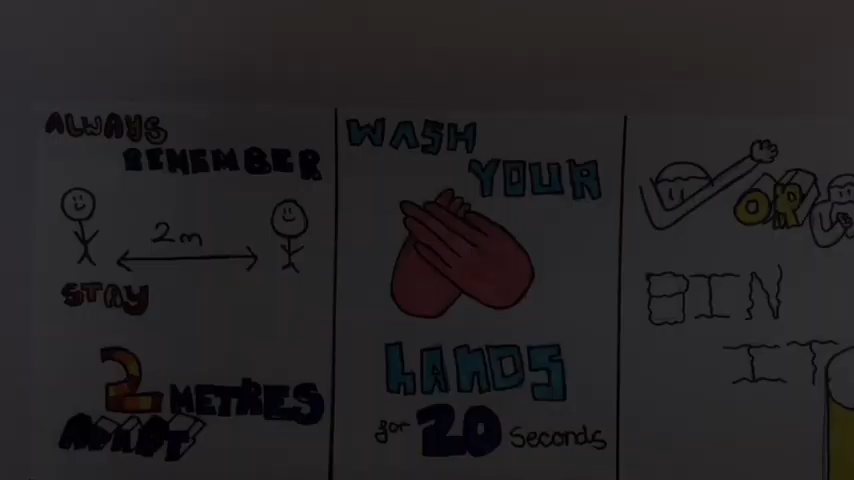 ALWAYS
REMEMBER
2m
STAY
2 METRES
APART
WASH
YOUR
HANDS
for 20 Seconds
OR
BIN
IT